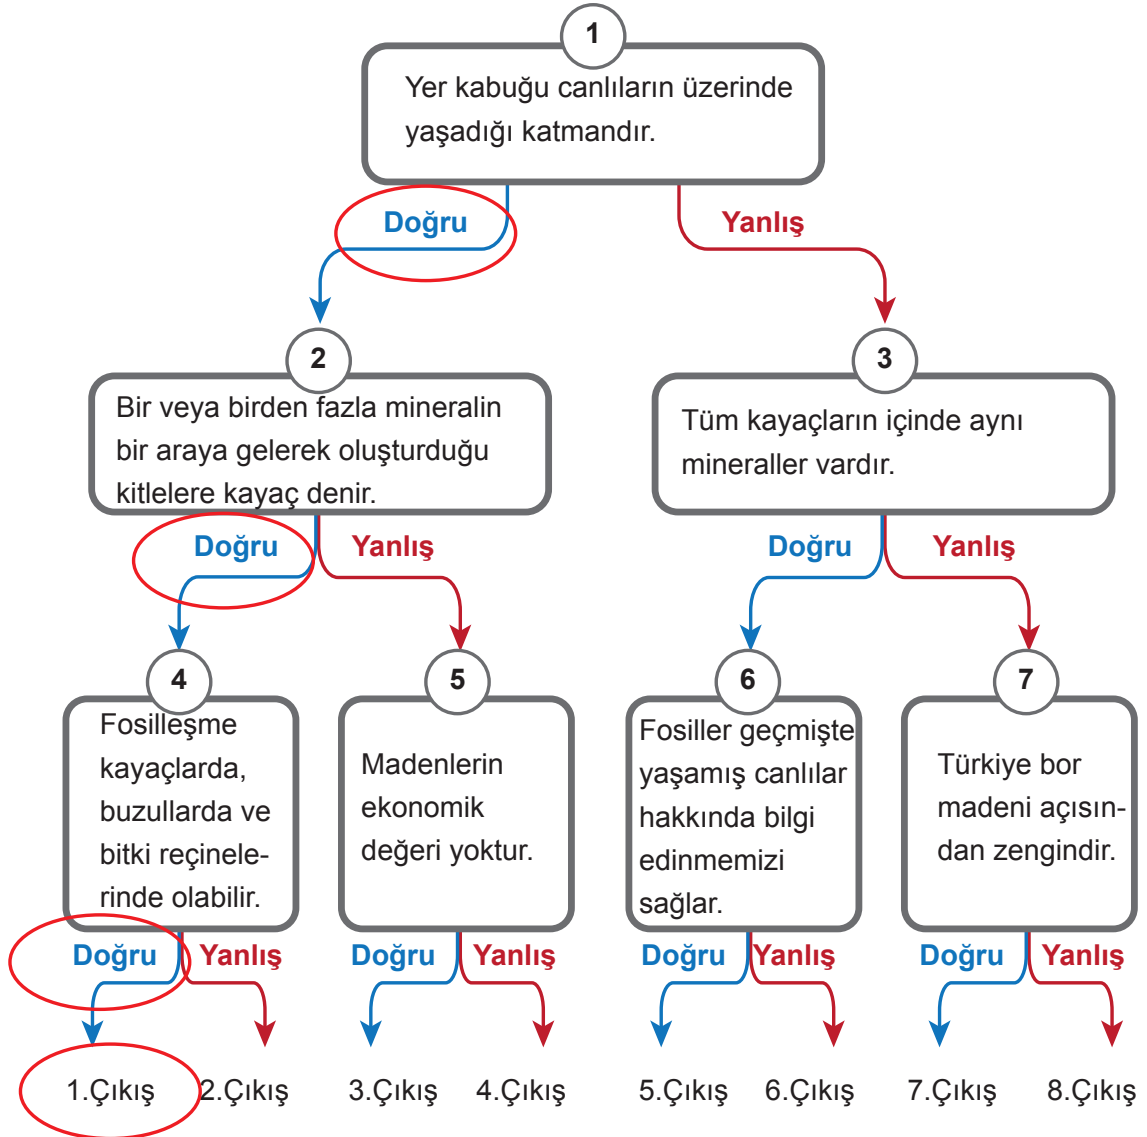 1
Yer kabuğu canlıların üzerinde
yaşadığı katmandır.
Doğru
Yanlış
2
Bir veya birden fazla mineralin
bir araya gelerek oluşturduğu
kitlelere kayaç denir.
3
Tüm kayaçların içinde aynı
mineraller vardır.
Doğru
Yanlış
Doğru
Yanlış
4
Fosilleşme
kayaçlarda,
buzullarda ve
bitki reçinele-
rinde olabilir.
5
Madenlerin
ekonomik
değeri yoktur.
6
Fosiller geçmişte
yaşamış canlılar
hakkında bilgi
edinmemizi
sağlar.
7
Türkiye bor
madeni açısın-
dan zengindir.
Doğru
Yanlış
Doğru
Yanlış
Doğru
Yanlış
Doğru
Yanlış
1.Çıkış
2.Çıkış
3.Çıkış
4.Çıkış
5.Çıkış
6.Çıkış
7.Çıkış
8.Çıkış